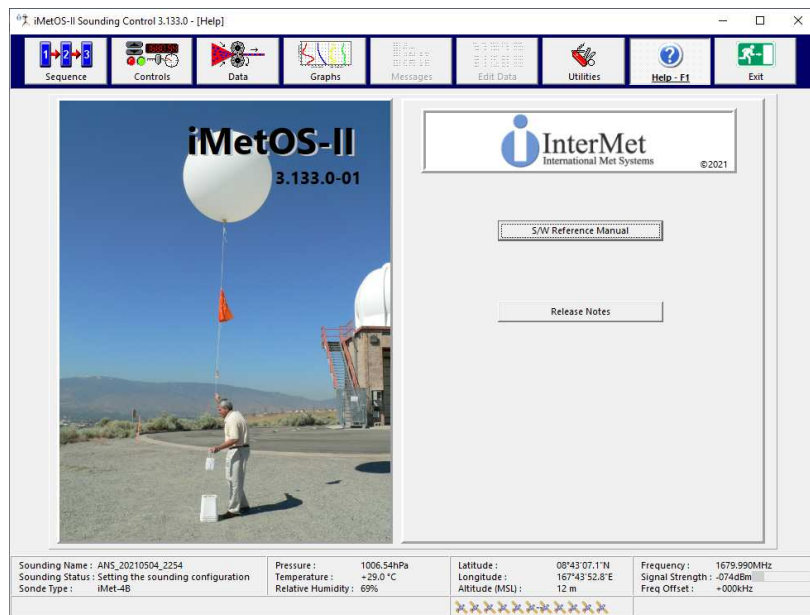 iMetOS-II Sounding Control 3.133.0 - [Help]
Sequence
Controls
Data
Graphs
Messages
Edit Data
Utilities
Help - F1
Exit
iMetOS-II
3.133.0-01
InterMet
International Met Systems
©2021
S/W Reference Manual
Release Notes
Sounding Name : ANS_20210504_2254
Sounding Status : Setting the sounding configuration
Sonde Type : iMet-4B
Pressure : 1006.54hPa
Temperature : +29.0 °C
Relative Humidity : 69%
Latitude : 08°43'07.1"N
Longitude : 167°43'52.8"E
Altitude (MSL) : 12 m
Frequency : 1679.990MHz
Signal Strength : -074dBm
Freq Offset : +000kHz